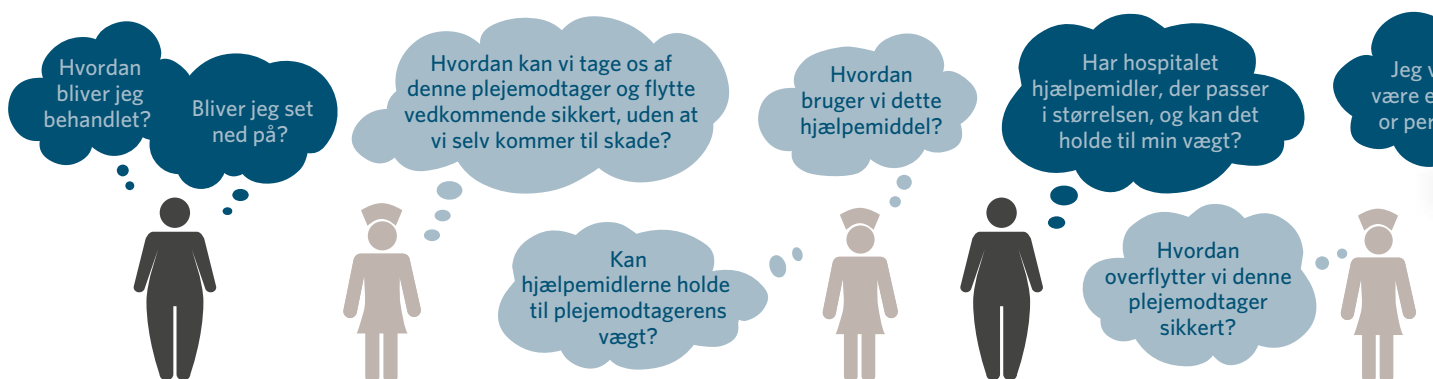 Hvordan
bliver jeg
behandlet?
Bliver jeg set
ned på?
Hvordan kan vi tage os af
denne plejemodtager og flytte
vedkommende sikkert, uden at
vi selv kommer til skade?
Kan
hjælpemidlerne holde
til plejemodtagerens
vægt?
Hvordan
bruger vi dette
hjælpemiddel?
Har hospitalet
hjælpemidler, der passer
i størrelsen, og kan det
holde til min vægt?
Hvordan
overflytter vi denne
plejemodtager
sikkert?
Jeg
være
or